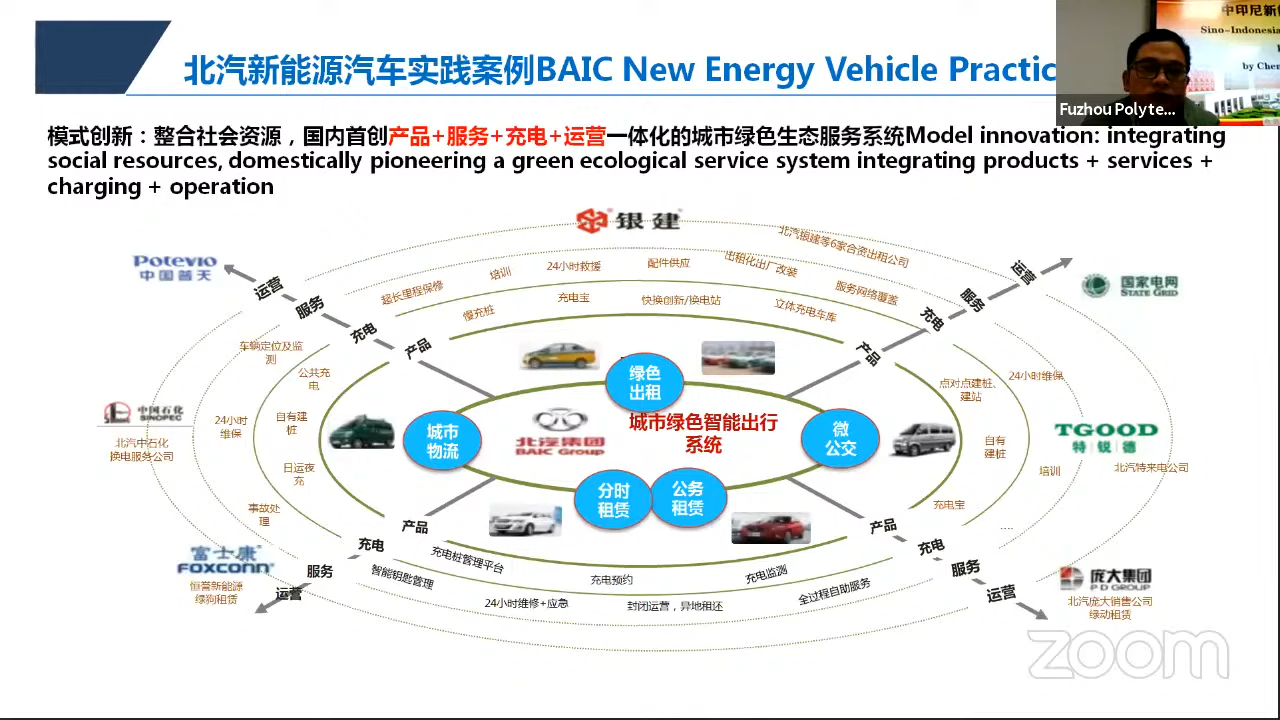 中印尼新
Sino-Indonesia
by Chen
Fuzhou Polyte...
北汽新能源汽车实践案例BAIC New Energy Vehicle Practic
模式创新：整合社会资源，国内首创产品+服务+充电+运营一体化的城市绿色生态服务系统Model innovation: integrating
social resources, domestically pioneering a green ecological service system integrating products + services +
charging + operation
银建
北汽银建等6家合资出租公司
POTEVIO
中国普天
国家电网
STATE GRID
运营
服务
充电
产品
运营
服务
充电
产品
超长里程保修
培训
24小时救援
配件供应
出租化出厂改装
服务网络覆盖
慢充桩
充电宝
快换创新/换电站
立体充电车库
车辆定位及监
测
公共充
电
24小时
维保
自有建
桩
日运夜
充
事故处
理
中国石化
SINOPEC
北汽中石化
换电服务公司
绿色
出租
城市
物流
北汽集团
BAIC Group
城市绿色智能出行
系统
微
公交
分时
租赁
公务
租赁
点对点建桩、
建站
24小时维保
自有
建桩
培训
充电宝
....
TGOOD
特锐德
北汽特来电公司
产品
充电
服务
运营
产品
充电
服务
运营
充电桩管理平台
充电预约
充电监测
智能钥匙管理
24小时维修+应急
封闭运营，异地租还
全过程自助服务
富士康
FOXCONN
恒誉新能源
绿狗租赁
庞大集团
PD GROUP
北汽庞大销售公司
绿动租赁
zoom